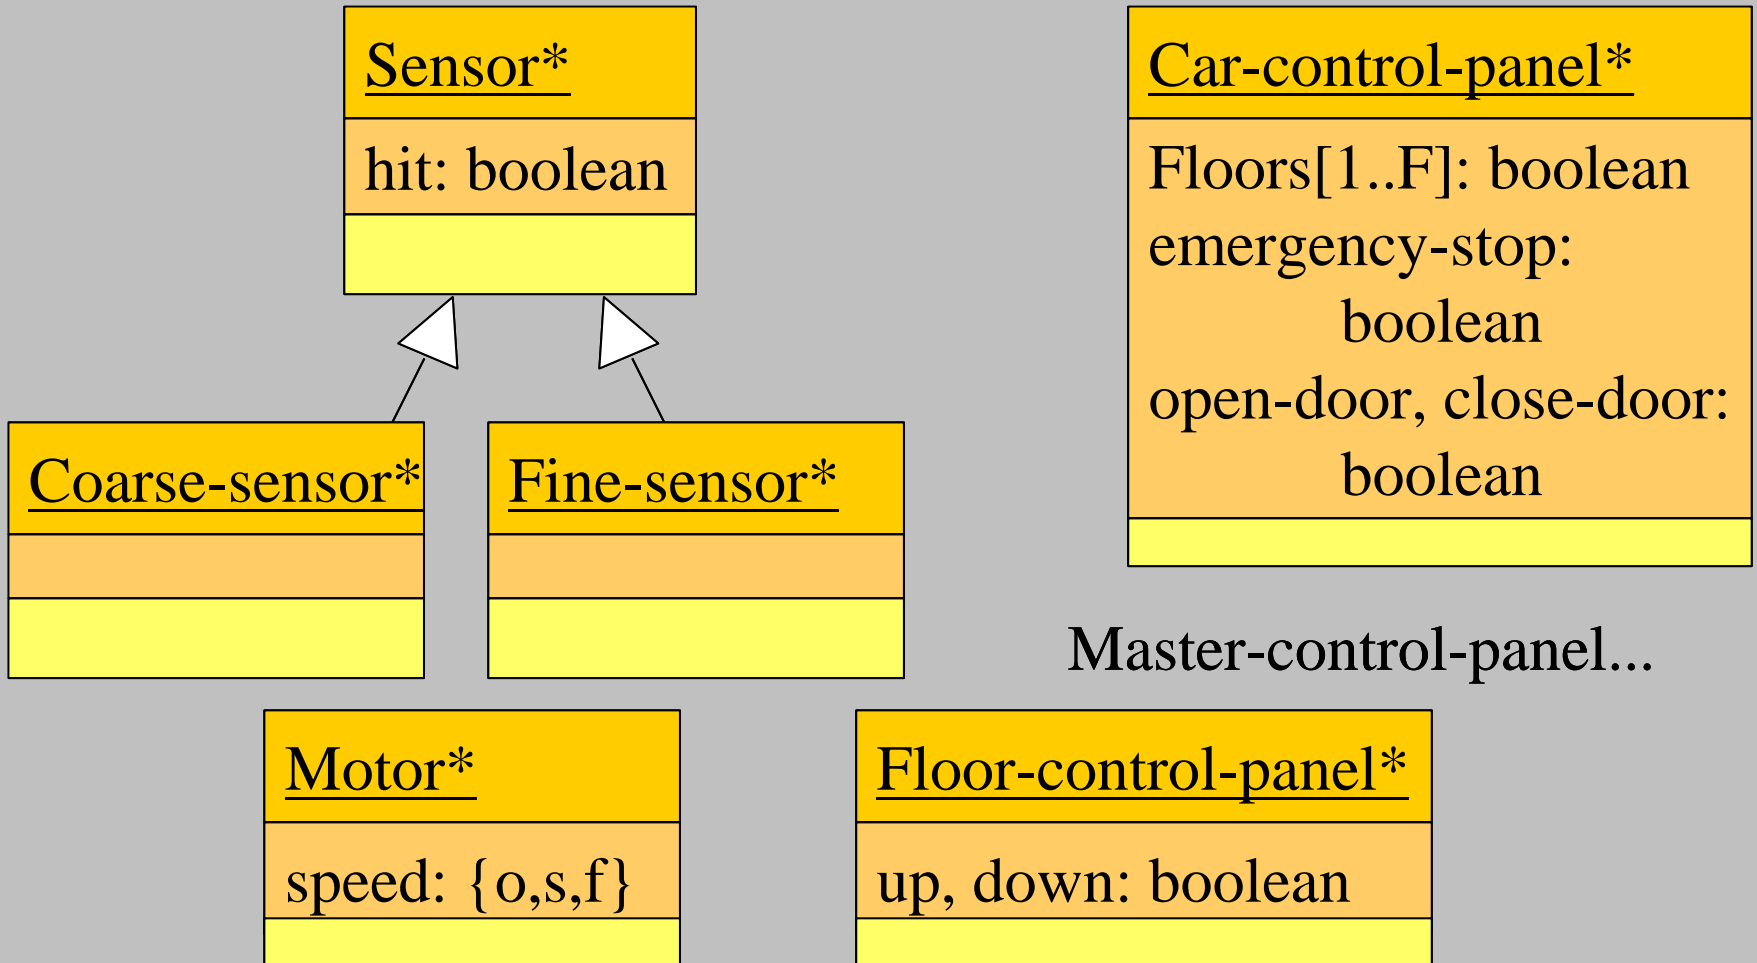 Sensor*
hit: boolean
Car-control-panel*
Floors[1..F]: boolean
emergency-stop:
boolean
open-door, close-door:
boolean
Coarse-sensor*
Fine-sensor*
Master-control-panel...
Motor*
speed: {o,s,f}
Floor-control-panel*
up, down: boolean